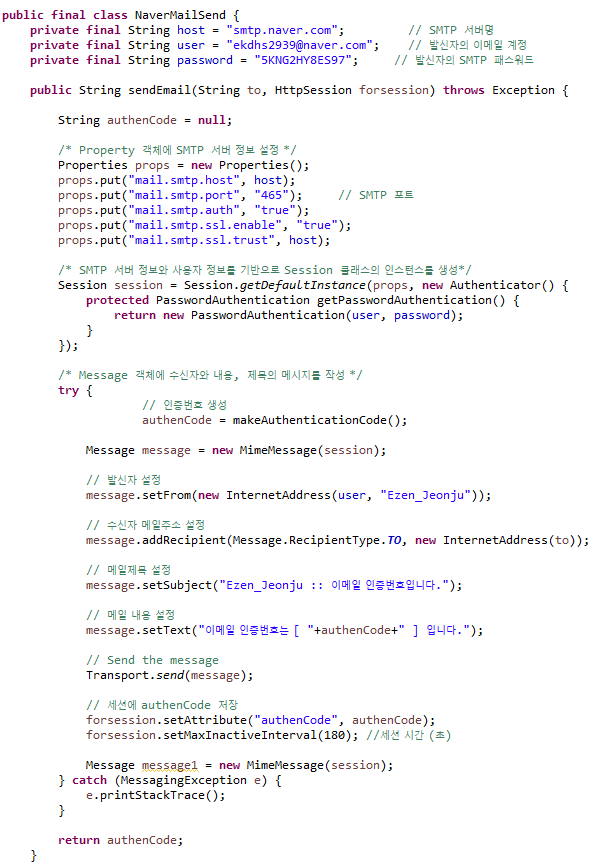 public final class NaverMailSend {
private final String host = "smtp.naver.com"; // SMTP 서버명
private final String user = "ekdhs2939@naver.com"; // 발신자의 이메일 계정
private final String password = "5KNG2HY8ES97"; // 발신자의 SMTP 패스워드
public String sendEmail(String to, HttpSession forsession) throws Exception {
String authenCode = null;
/* Property 객체에 SMTP 서버 정보 설정 */
Properties props = new Properties();
props.put("mail.smtp.host", host);
props.put("mail.smtp.port", "465"); // SMTP 포트
props.put("mail.smtp.auth", "true");
props.put("mail.smtp.ssl.enable", "true");
props.put("mail.smtp.ssl.trust", host);
/* SMTP 서버 정보와 사용자 정보를 기반으로 Session 클래스의 인스턴스를 생성*/
Session session = Session.getDefaultInstance(props, new Authenticator() {
protected PasswordAuthentication getPasswordAuthentication() {
return new PasswordAuthentication(user, password);
}
});
/* Message 객체에 수신자와 내용, 제목의 메시지를 작성 */
try {
// 인증번호 생성
authenCode = makeAuthenticationCode();
Message message = new MimeMessage(session);
// 발신자 설정
message.setFrom(new InternetAddress(user, "Ezen_Jeonju"));
// 수신자 메일주소 설정
message.addRecipient(Message.RecipientType.TO, new InternetAddress(to));
// 메일제목 설정
message.setSubject("Ezen_Jeonju :: 이메일 인증번호입니다.");
// 메일 내용 설정
message.setText("이메일 인증번호는 [ "+authenCode+" ] 입니다.");
// Send the message
Transport.send(message);
// 세션에 authenCode 저장
forsession.setAttribute("authenCode", authenCode);
forsession.setMaxInactiveInterval(180); //세션 시간 (초)
Message message1 = new MimeMessage(session);
} catch (MessagingException e) {
e.printStackTrace();
}
return authenCode;
}